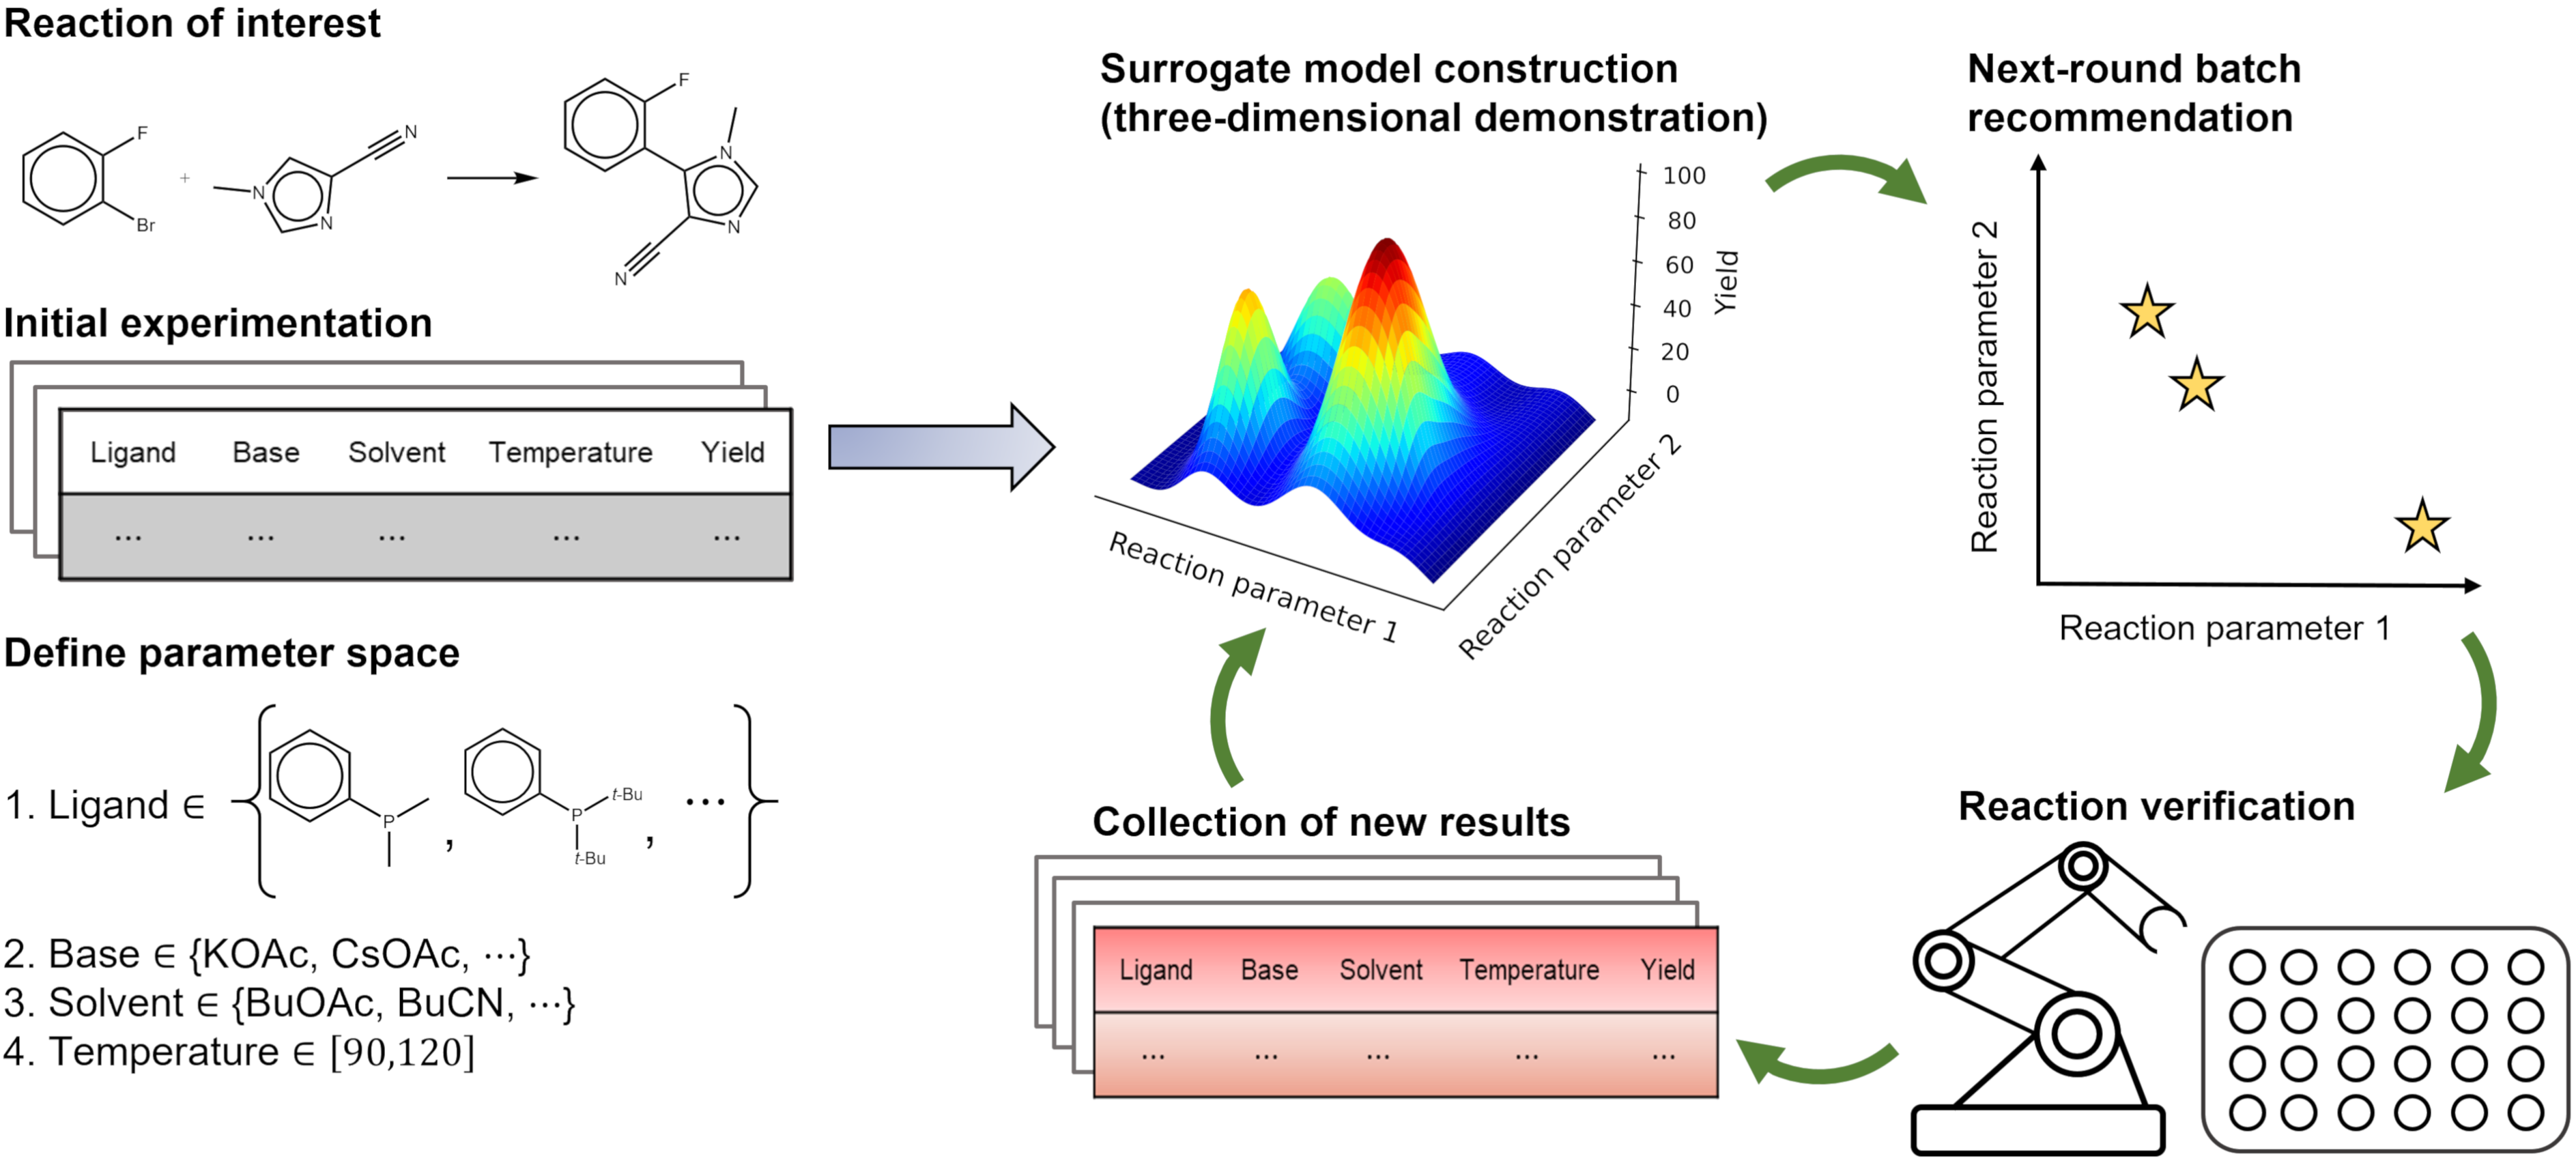 Reaction of interest
F
Br
+
N
N
N
F
N
N
N
Initial experimentation
Ligand Base Solvent Temperature Yield
... ... ... ... ...
Define parameter space
1. Ligand ∈ { P , P t-Bu t-Bu , ··· }
2. Base ∈ {KOAc, CsOAc, ···}
3. Solvent ∈ {BuOAc, BuCN, ···}
4. Temperature ∈ [90,120]
Surrogate model construction
(three-dimensional demonstration)
100
80
60
40
20
0
Yield
Reaction parameter 1
Reaction parameter 2
Next-round batch
recommendation
Reaction parameter 2
Reaction parameter 1
Reaction verification
Collection of new results
Ligand Base Solvent Temperature Yield
... ... ... ... ...